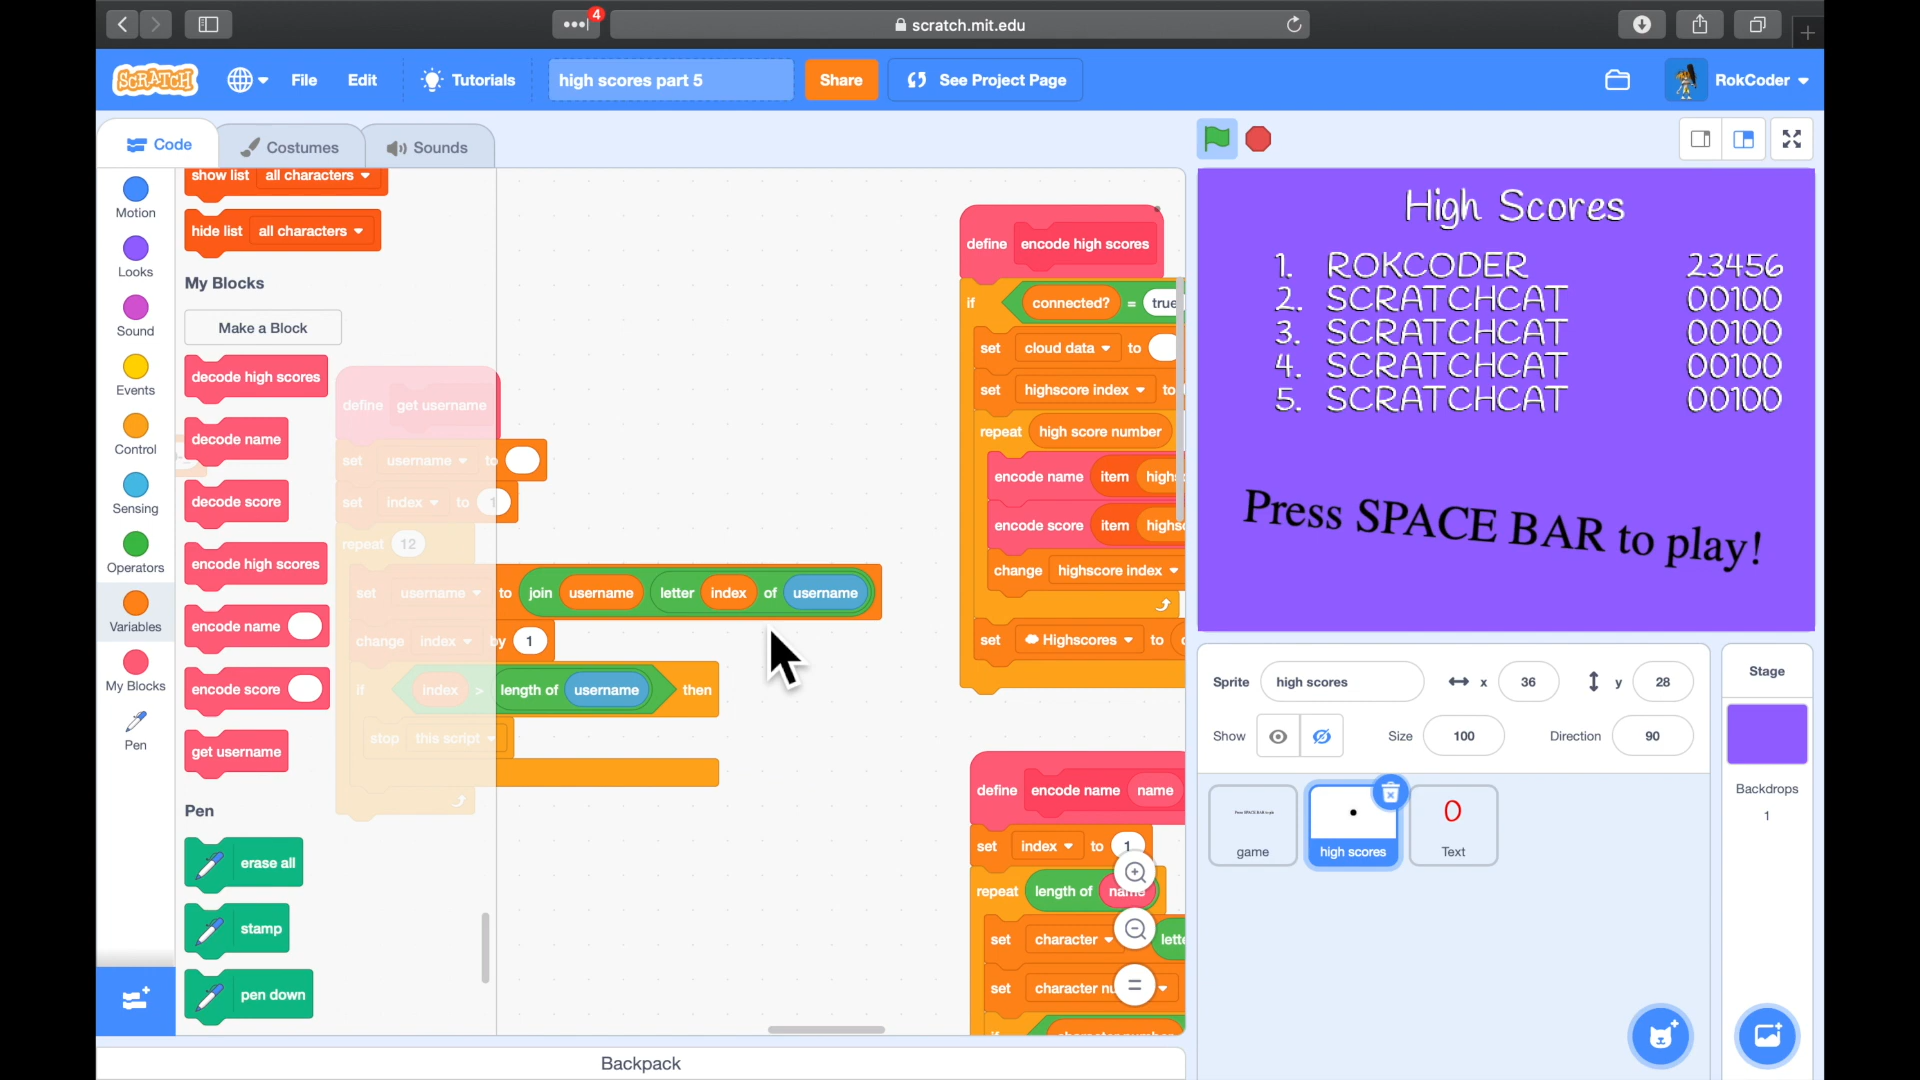 4
scratch.mit.edu
SCRATCH
File
Edit
Tutorials
high scores part 5
Share
See Project Page
RokCoder
Code
Costumes
Sounds
Motion
Looks
Sound
Events
Control
Sensing
Operators
Variables
My Blocks
Pen
show list all characters
hide list all characters
My Blocks
Make a Block
decode high scores
decode name
decode score
encode high scores
encode name
encode score
get username
Pen
erase all
stamp
pen down
define get username
set username to
set index to 1
repeat 12
set username to join username letter index of username
change index by 1
if index > length of username then
stop this script
define encode high scores
if connected? = true
set cloud data to
set highscore index to
repeat high score number
encode name item highs
encode score item highs
change highscore index
set Highscores to
define encode name name
set index to 1
repeat length of name
set character lette
set character nu
if
Backpack
High Scores
1. ROKCODER 23456
2. SCRATCHCAT 00100
3. SCRATCHCAT 00100
4. SCRATCHCAT 00100
5. SCRATCHCAT 00100
Press SPACE BAR to play!
Sprite high scores x 36 y 28
Show Size 100 Direction 90
game
high scores
0
Text
Stage
Backdrops
1